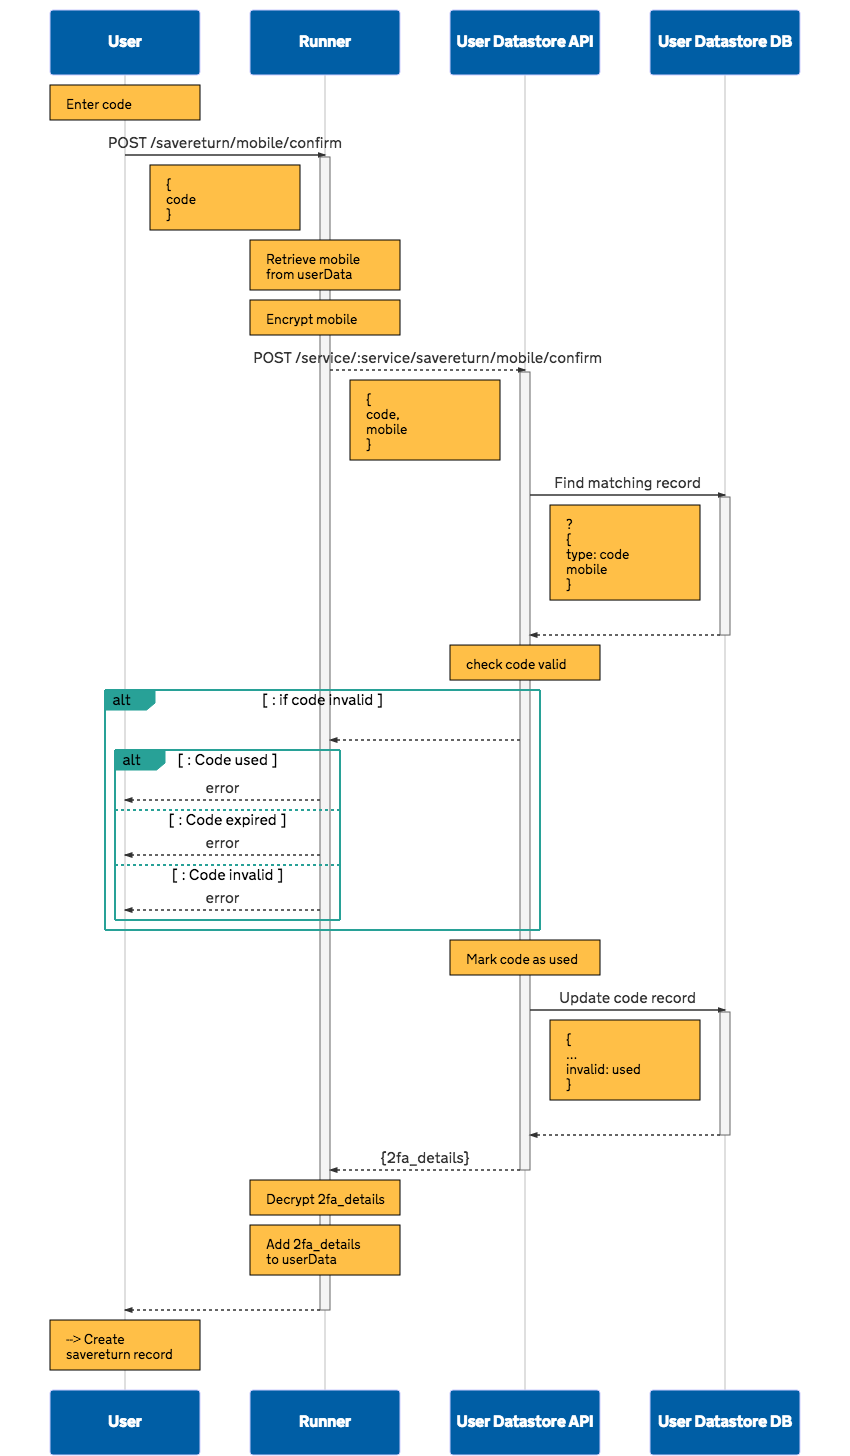 User
Runner
User Datastore API
User Datastore DB
Enter code
POST /savereturn/mobile/confirm
{
code
}
Retrieve mobile
from userData
Encrypt mobile
POST /service/:service/savereturn/mobile/confirm
{
code,
mobile
}
Find matching record
?
{
type: code
mobile
}
check code valid
alt
[ : if code invalid ]
alt
[ : Code used ]
error
[ : Code expired ]
error
[ : Code invalid ]
error
Mark code as used
Update code record
{
...
invalid: used
}
{2fa_details}
Decrypt 2fa_details
Add 2fa_details
to userData
--> Create
savereturn record
User
Runner
User Datastore API
User Datastore DB